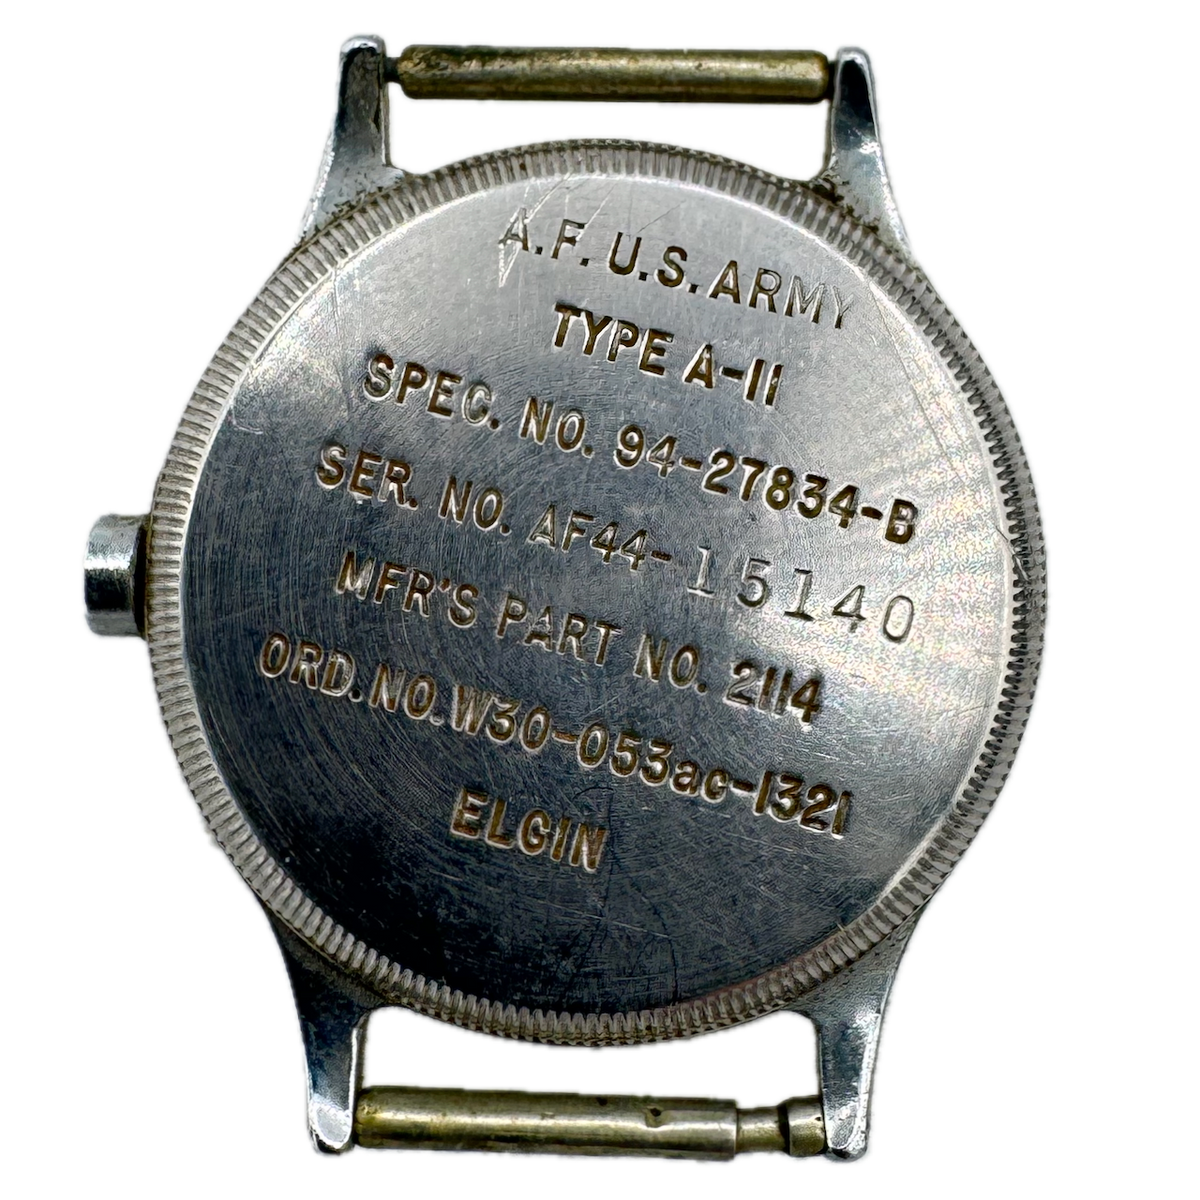 A.F. U.S. ARMY
TYPE A-11
SPEC. NO. 94-27834-B
SER. NO. AF44-15140
MFR'S PART NO. 2114
ORD. NO. W30-053ac-1321
ELGIN